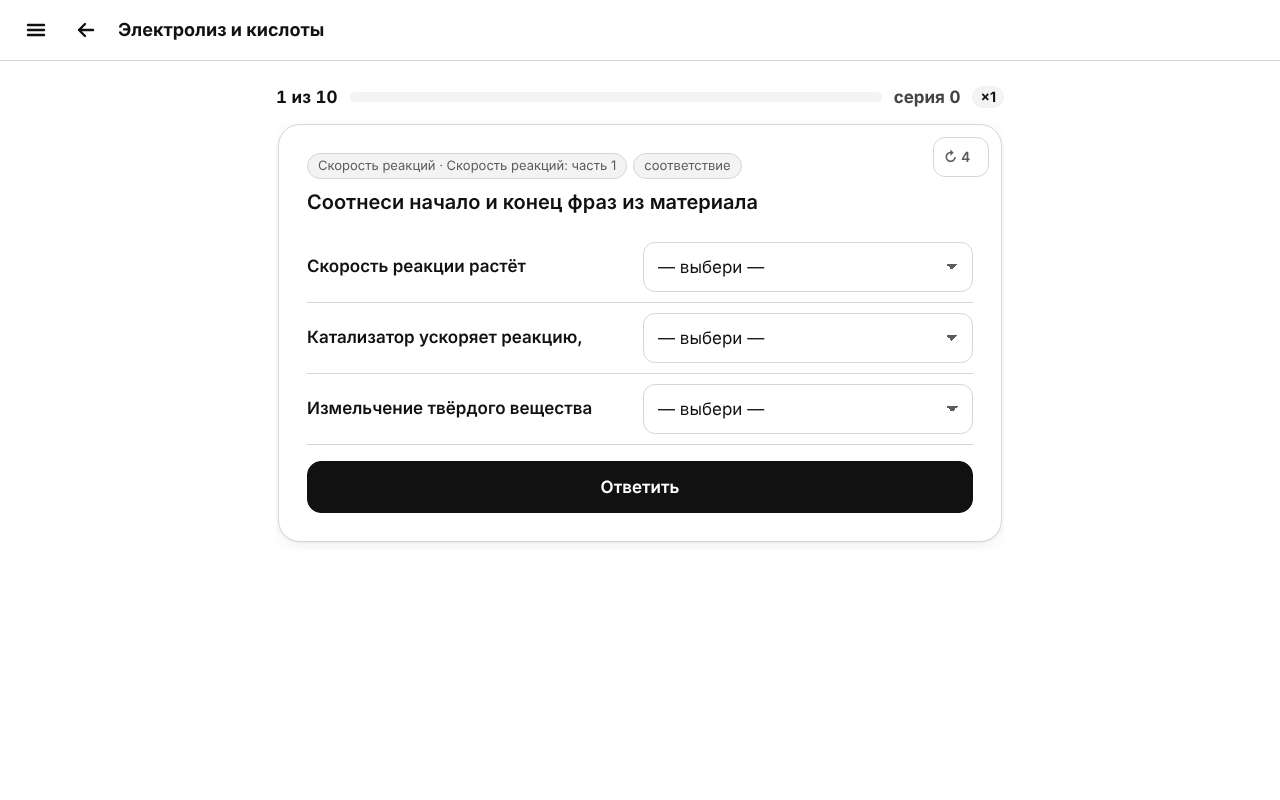 Электролиз и кислоты
1 из 10
серия 0
×1
Скорость реакций · Скорость реакций: часть 1
соответствие
4
Соотнеси начало и конец фраз из материала
Скорость реакции растёт
— выбери —
Катализатор ускоряет реакцию,
— выбери —
Измельчение твёрдого вещества
— выбери —
Ответить